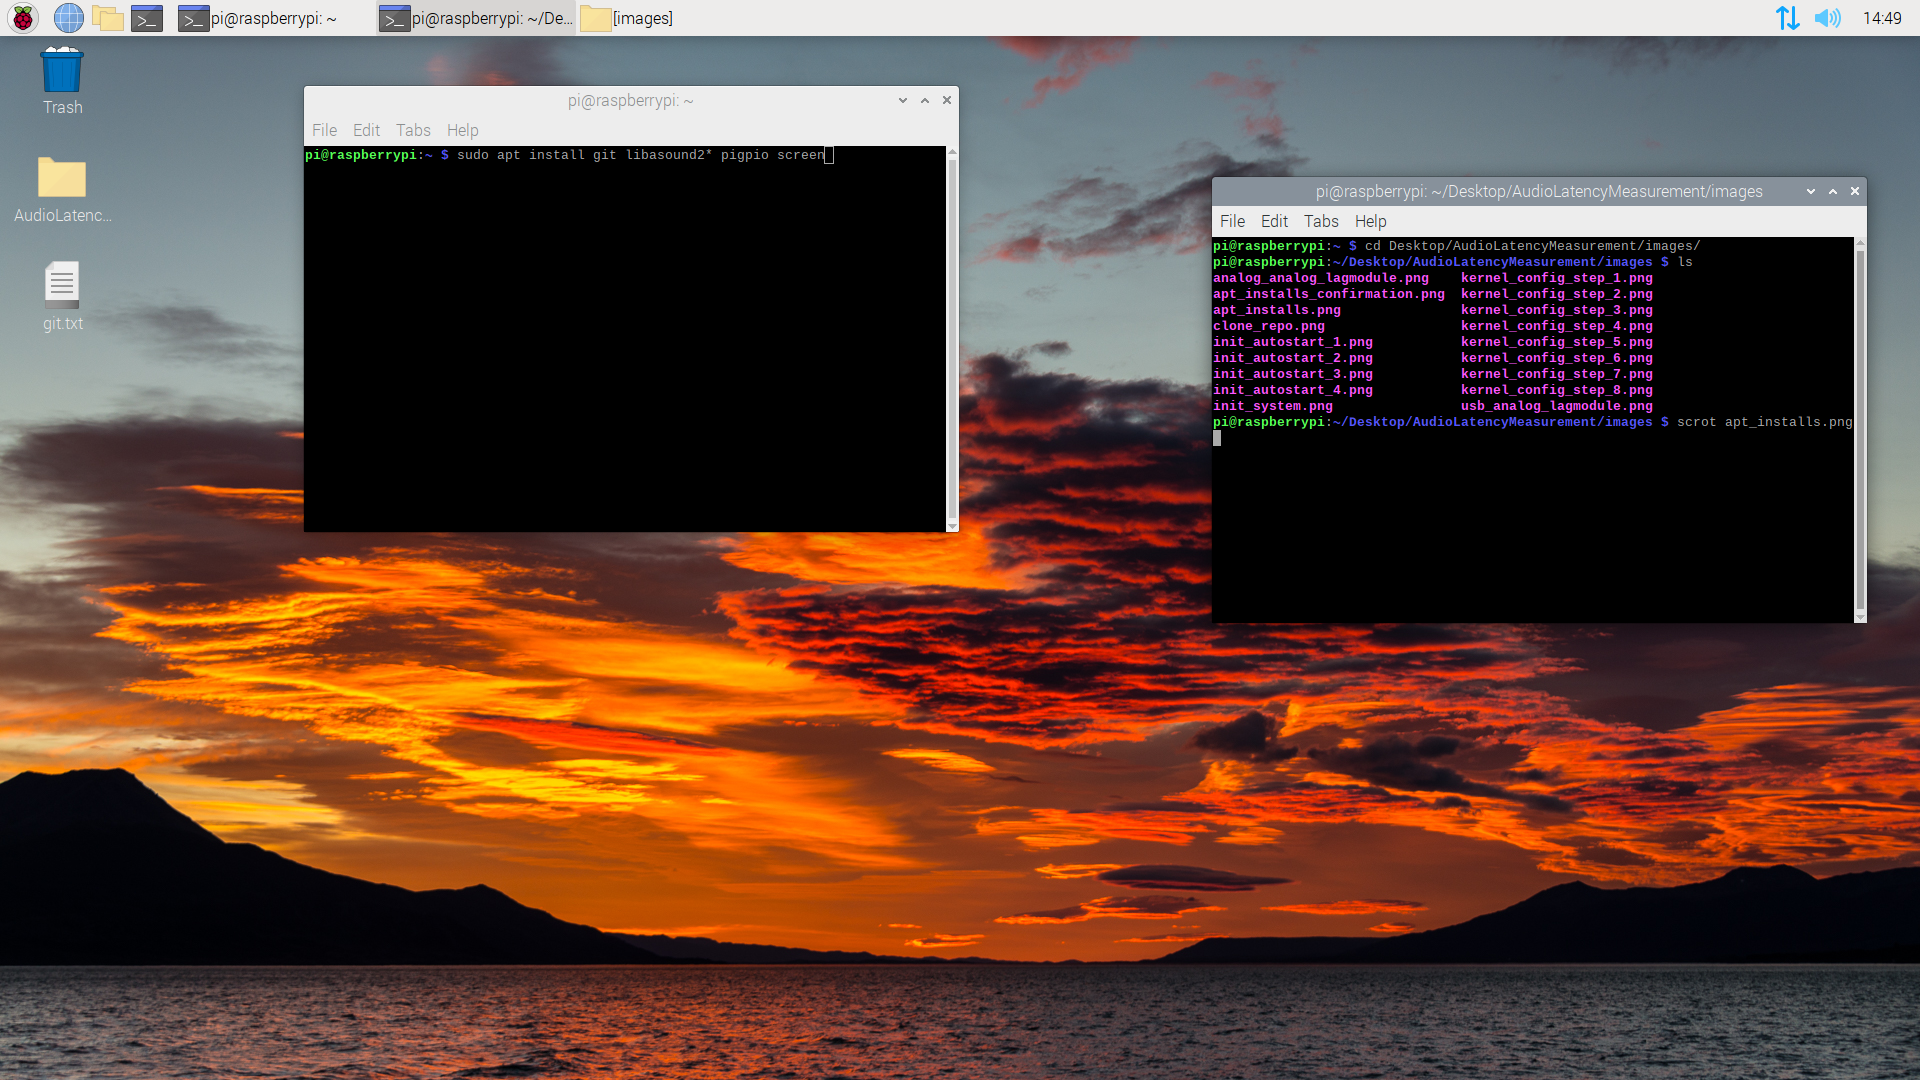 pi@raspberrypi: ~
pi@raspberrypi: ~/De...
[images]
14:49
Trash
AudioLatenc...
git.txt
pi@raspberrypi: ~
File Edit Tabs Help
pi@raspberrypi:~ $ sudo apt install git libasound2* pigpio screen
pi@raspberrypi: ~/Desktop/AudioLatencyMeasurement/images
File Edit Tabs Help
pi@raspberrypi:~ $ cd Desktop/AudioLatencyMeasurement/images/
pi@raspberrypi:~/Desktop/AudioLatencyMeasurement/images $ ls
analog_analog_lagmodule.png kernel_config_step_1.png
apt_installs_confirmation.png kernel_config_step_2.png
apt_installs.png kernel_config_step_3.png
clone_repo.png kernel_config_step_4.png
init_autostart_1.png kernel_config_step_5.png
init_autostart_2.png kernel_config_step_6.png
init_autostart_3.png kernel_config_step_7.png
init_autostart_4.png kernel_config_step_8.png
init_system.png usb_analog_lagmodule.png
pi@raspberrypi:~/Desktop/AudioLatencyMeasurement/images $ scrot apt_installs.png